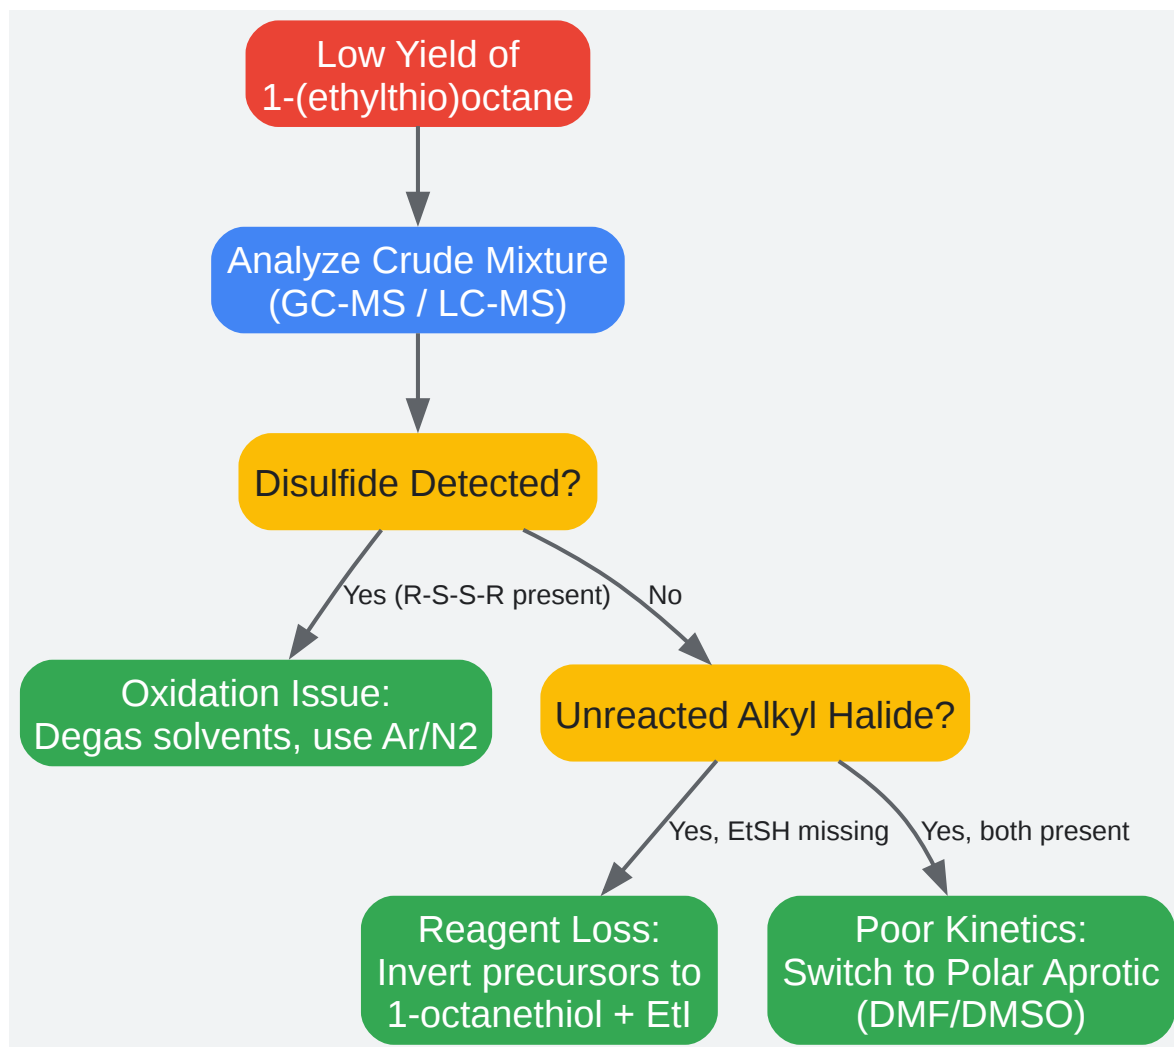 Low Yield of
1-(ethylthio)octane
Analyze Crude Mixture
(GC-MS / LC-MS)
Disulfide Detected?
Yes (R-S-S-R present)
No
Oxidation Issue:
Degas solvents, use Ar/N2
Unreacted Alkyl Halide?
Yes, EtSH missing
Yes, both present
Reagent Loss:
Invert precursors to
1-octanethiol + EtI
Poor Kinetics:
Switch to Polar Aprotic
(DMF/DMSO)